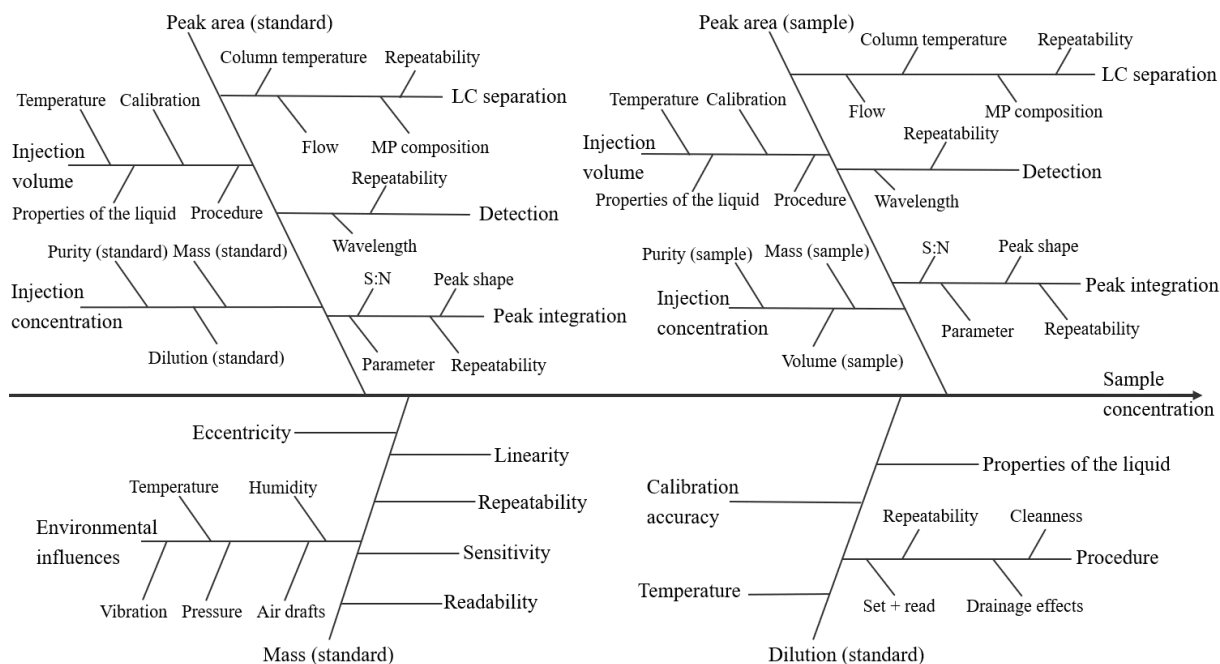 Peak area (standard)
Column temperature
Repeatability
LC separation
Temperature
Calibration
Flow
MP composition
Injection
volume
Properties of the liquid
Procedure
Repeatability
Detection
Wavelength
Purity (standard)
Mass (standard)
S:N
Peak shape
Injection
concentration
Peak integration
Dilution (standard)
Parameter
Repeatability
Peak area (sample)
Column temperature
Repeatability
LC separation
Temperature
Calibration
Flow
MP composition
Injection
volume
Properties of the liquid
Procedure
Repeatability
Detection
Wavelength
Purity (sample)
Mass (sample)
S:N
Peak shape
Injection
concentration
Peak integration
Volume (sample)
Parameter
Repeatability
Sample
concentration
Eccentricity
Linearity
Temperature
Humidity
Repeatability
Environmental
influences
Sensitivity
Vibration
Pressure
Air drafts
Readability
Mass (standard)
Properties of the liquid
Calibration
accuracy
Repeatability
Cleanness
Procedure
Temperature
Set + read
Drainage effects
Dilution (standard)